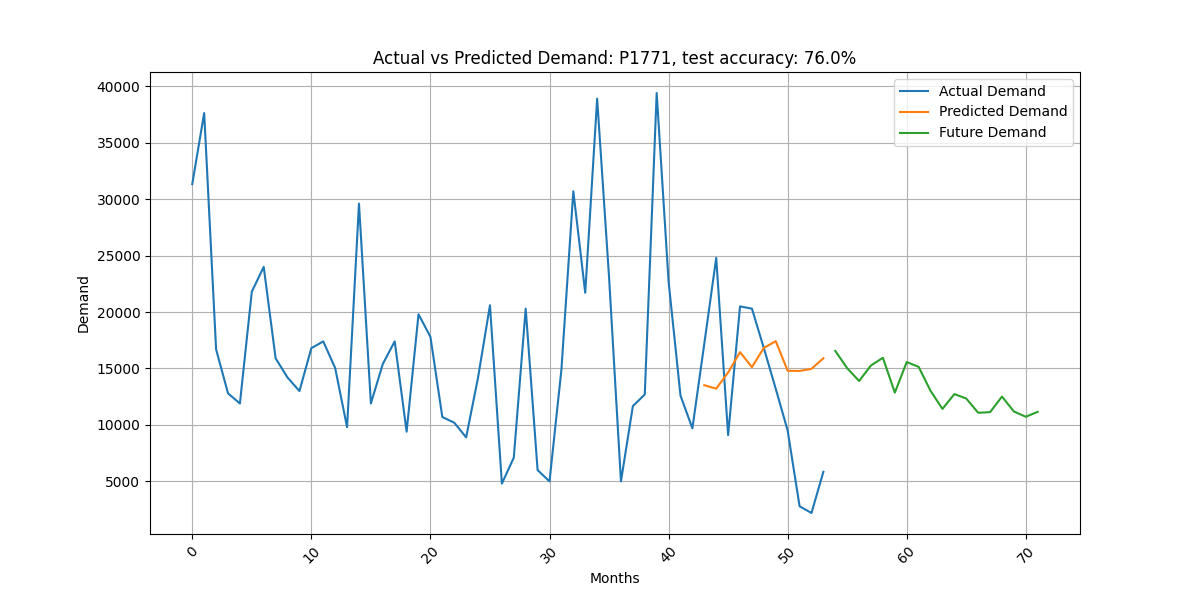 Actual vs Predicted Demand: P1771, test accuracy: 76.0%
Actual Demand
Predicted Demand
Future Demand
Demand
40000
35000
30000
25000
20000
15000
10000
5000
0 10 20 30 40 50 60 70
Months